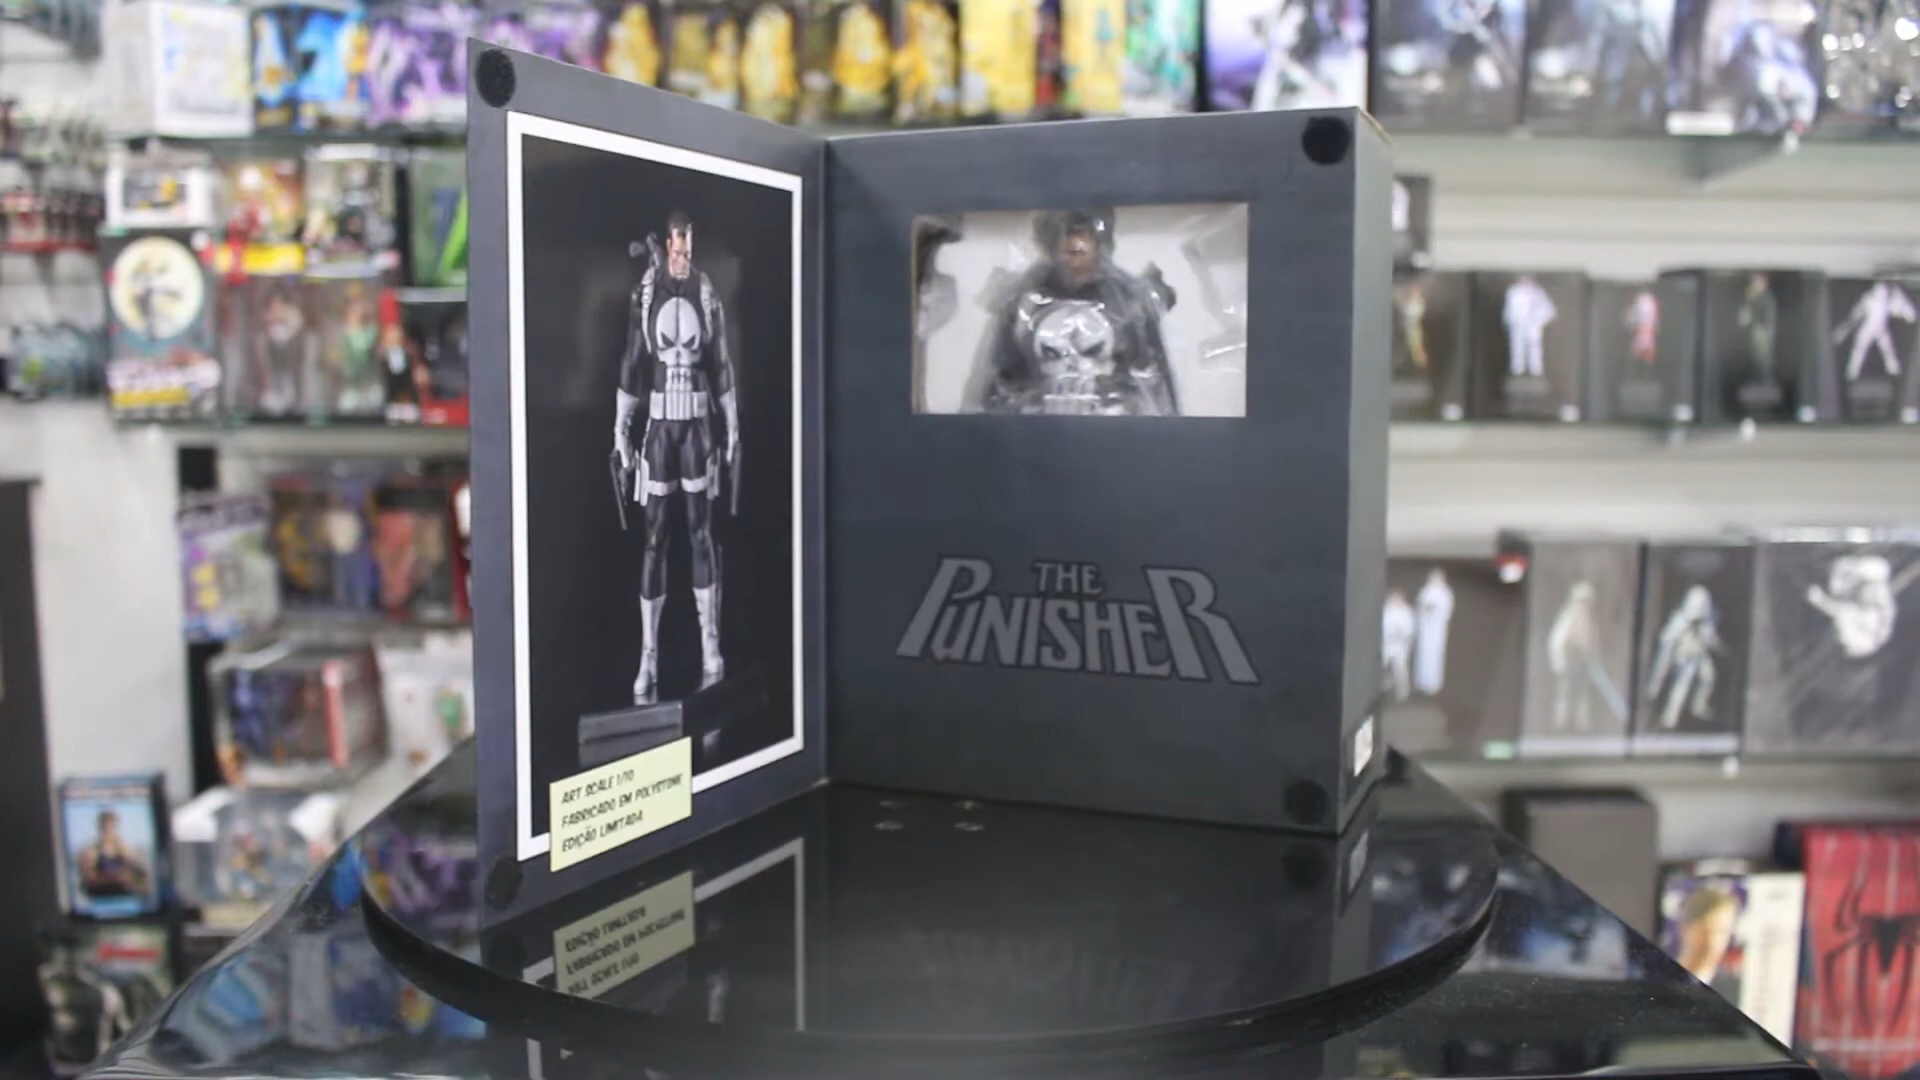 THE
PUNISHER
ART SCALE 1/10
FABRICADO EM POLYSTONE
EDIÇÃO LIMITADA